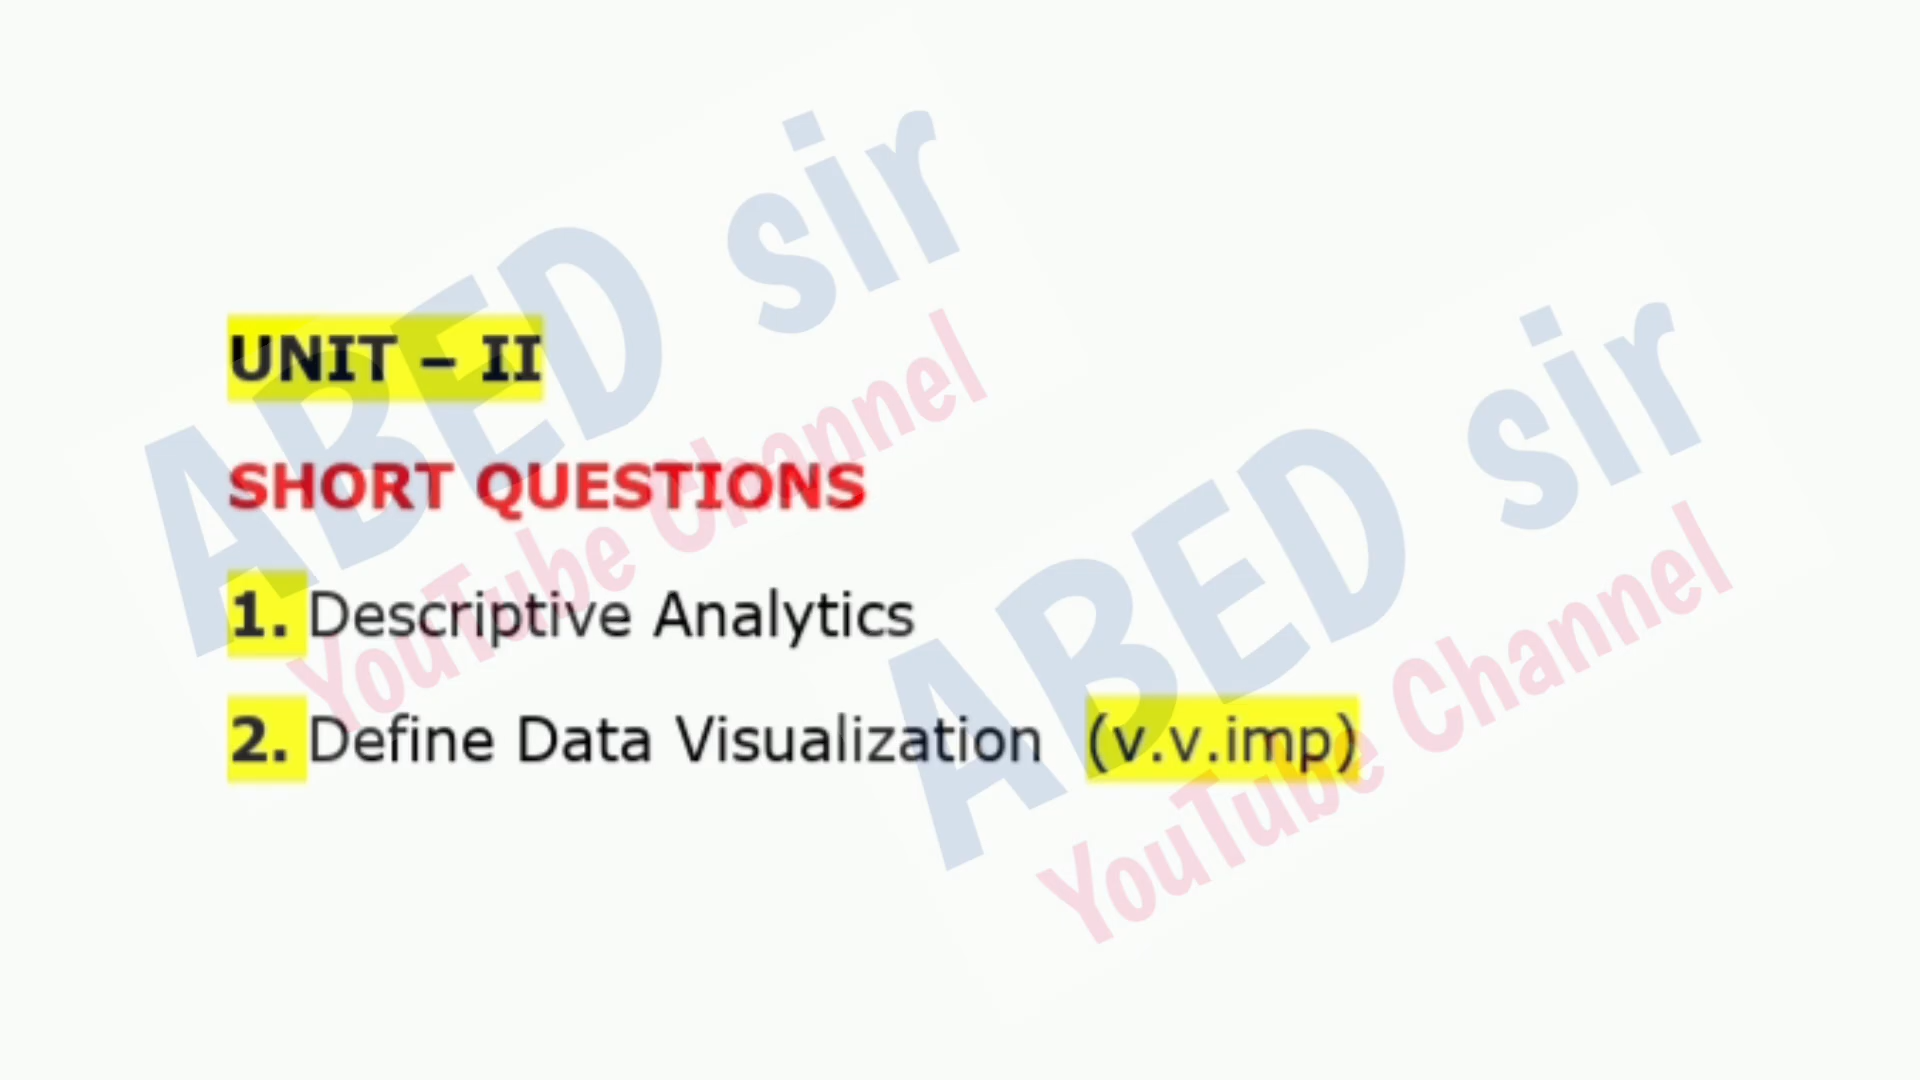 UNIT – II
SHORT QUESTIONS
1. Descriptive Analytics
2. Define Data Visualization (v.v.imp)
ABED sir
YouTube Channel
ABED sir
YouTube Channel